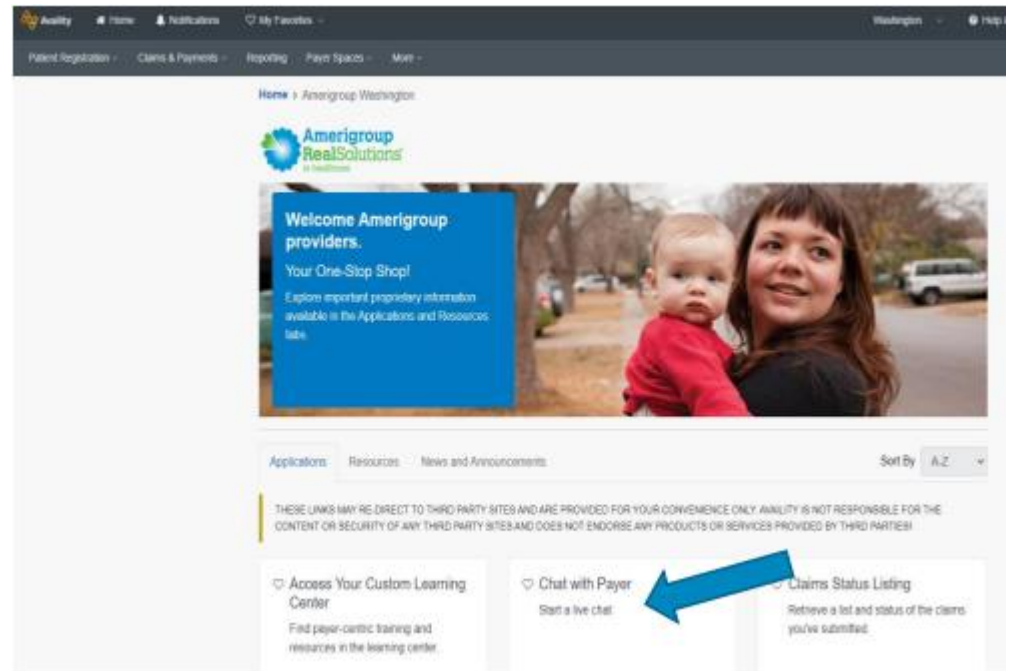 Availity Home Notifications My Favorites Washington Help
Patient Registration Claims & Payments Reporting Payer Spaces More
Home > Amerigroup Washington
Amerigroup
RealSolutions
in healthcare
Welcome Amerigroup
providers.
Your One-Stop Shop!
Explore important proprietary information
available in the Applications and Resources
tabs.
Applications Resources News and Announcements Sort By A-Z
THESE LINKS MAY RE-DIRECT TO THIRD PARTY SITES AND ARE PROVIDED FOR YOUR CONVENIENCE ONLY. AVAILITY IS NOT RESPONSIBLE FOR THE
CONTENT OR SECURITY OF ANY THIRD PARTY SITES AND DOES NOT ENDORSE ANY PRODUCTS OR SERVICES PROVIDED BY THIRD PARTIES!
Access Your Custom Learning
Center
Find payer-centric training and
resources in the learning center.
Chat with Payer
Start a live chat
Claims Status Listing
Retrieve a list and status of the claims
you've submitted.